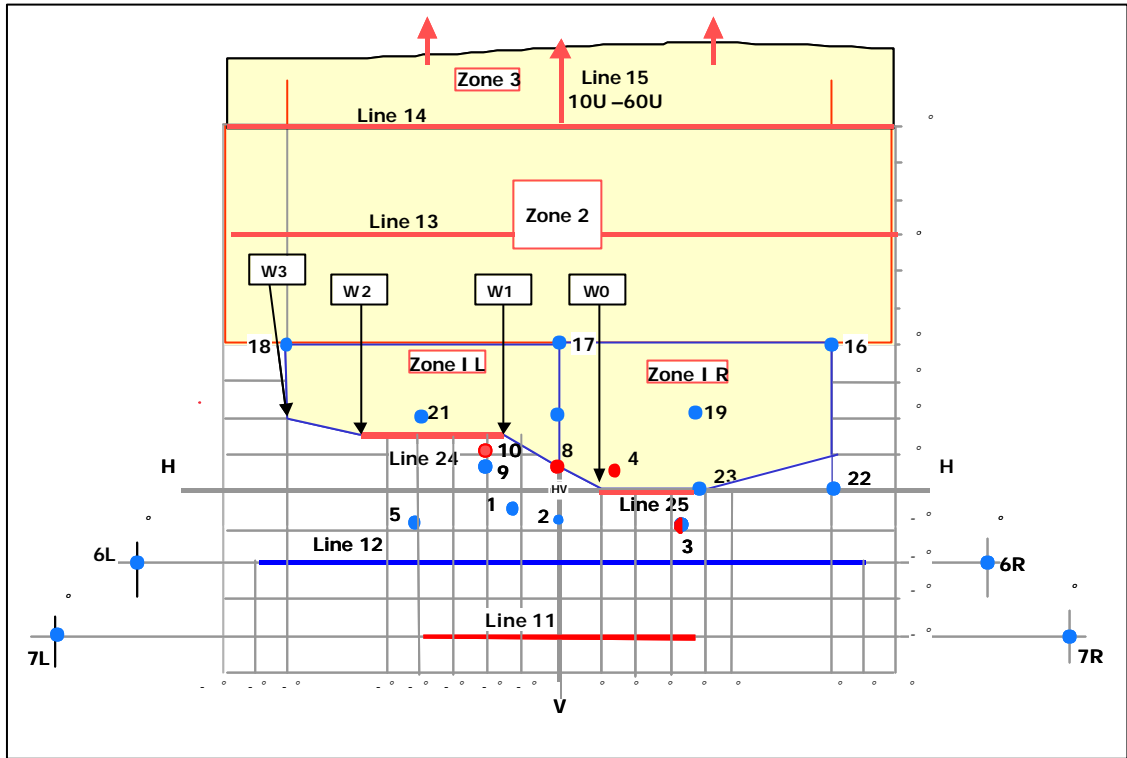 Zone 3
Line 15
10U –60U
Line 14
Line 13
Zone 2
W3
W2
W1
W0
18
17
16
Zone I L
Zone I R
21
19
10
8
4
Line 24
9
23
22
H
H
HV
Line 25
1
2
5
3
Line 12
6L
6R
Line 11
7L
7R
V